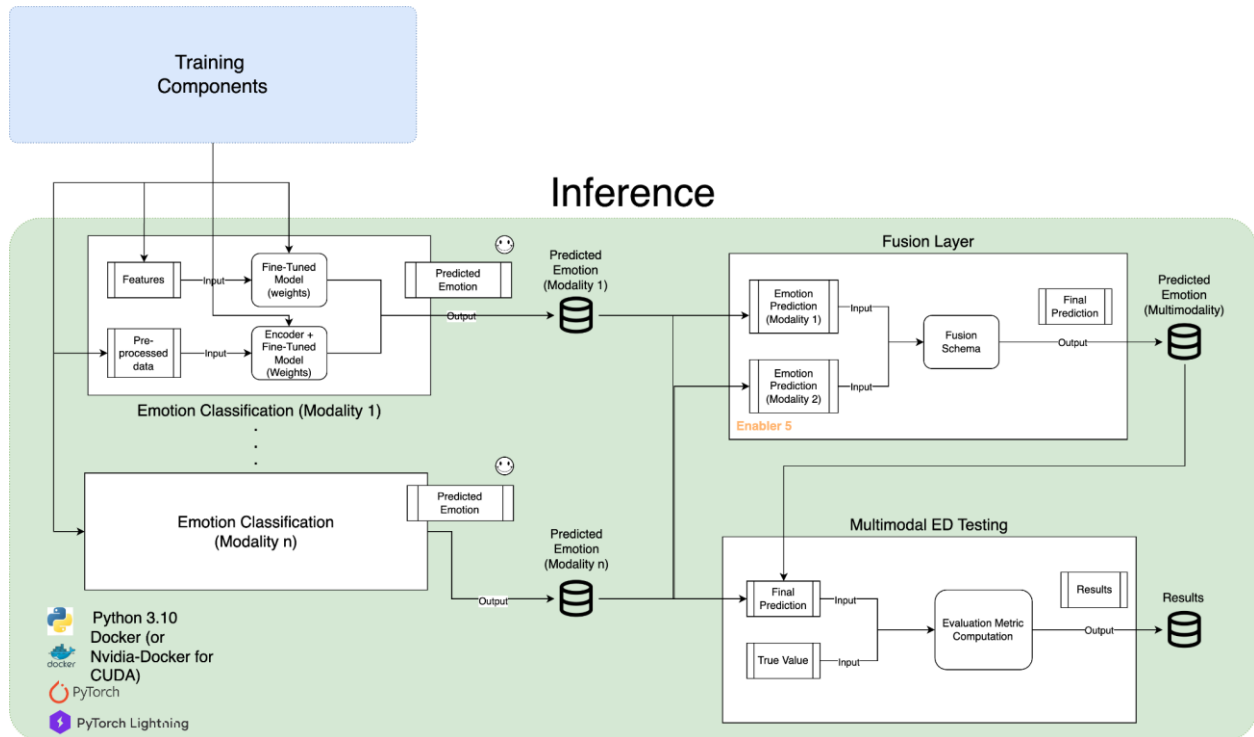 Training
Components
Inference
Features
Input
Fine-Tuned
Model
(weights)
Pre-
processed
data
Input
Encoder +
Fine-Tuned
Model
(Weights)
Predicted
Emotion
Output
Emotion Classification (Modality 1)
Predicted
Emotion
(Modality 1)
.
.
.
Emotion Classification
(Modality n)
Predicted
Emotion
Output
Predicted
Emotion
(Modality n)
Fusion Layer
Emotion
Prediction
(Modality 1)
Input
Emotion
Prediction
(Modality 2)
Input
Fusion
Schema
Final
Prediction
Output
Enabler 5
Predicted
Emotion
(Multimodality)
Multimodal ED Testing
Final
Prediction
Input
True Value
Input
Evaluation Metric
Computation
Results
Output
Results
Python 3.10
Docker (or
Nvidia-Docker for
CUDA)
docker
PyTorch
PyTorch Lightning